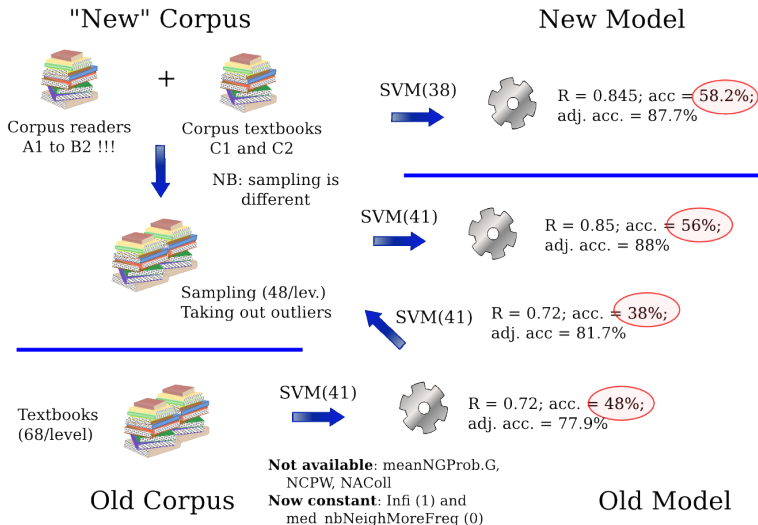 "New" Corpus
New Model
+
SVM(38)
R = 0.845; acc = 58.2%;
adj. acc. = 87.7%
Corpus readers
A1 to B2 !!!
Corpus textbooks
C1 and C2
NB: sampling is
different
SVM(41)
R = 0.85; acc. = 56%;
adj. acc. = 88%
Sampling (48/lev.)
Taking out outliers
SVM(41)
R = 0.72; acc. = 38%;
adj. acc = 81.7%
SVM(41)
Textbooks
(68/level)
R = 0.72; acc. = 48%;
adj. acc. = 77.9%
Not available: meanNGProb.G,
NCPW, NAColl
Now constant: Infi (1) and
med_nbNeighMoreFreq (0)
Old Corpus
Old Model